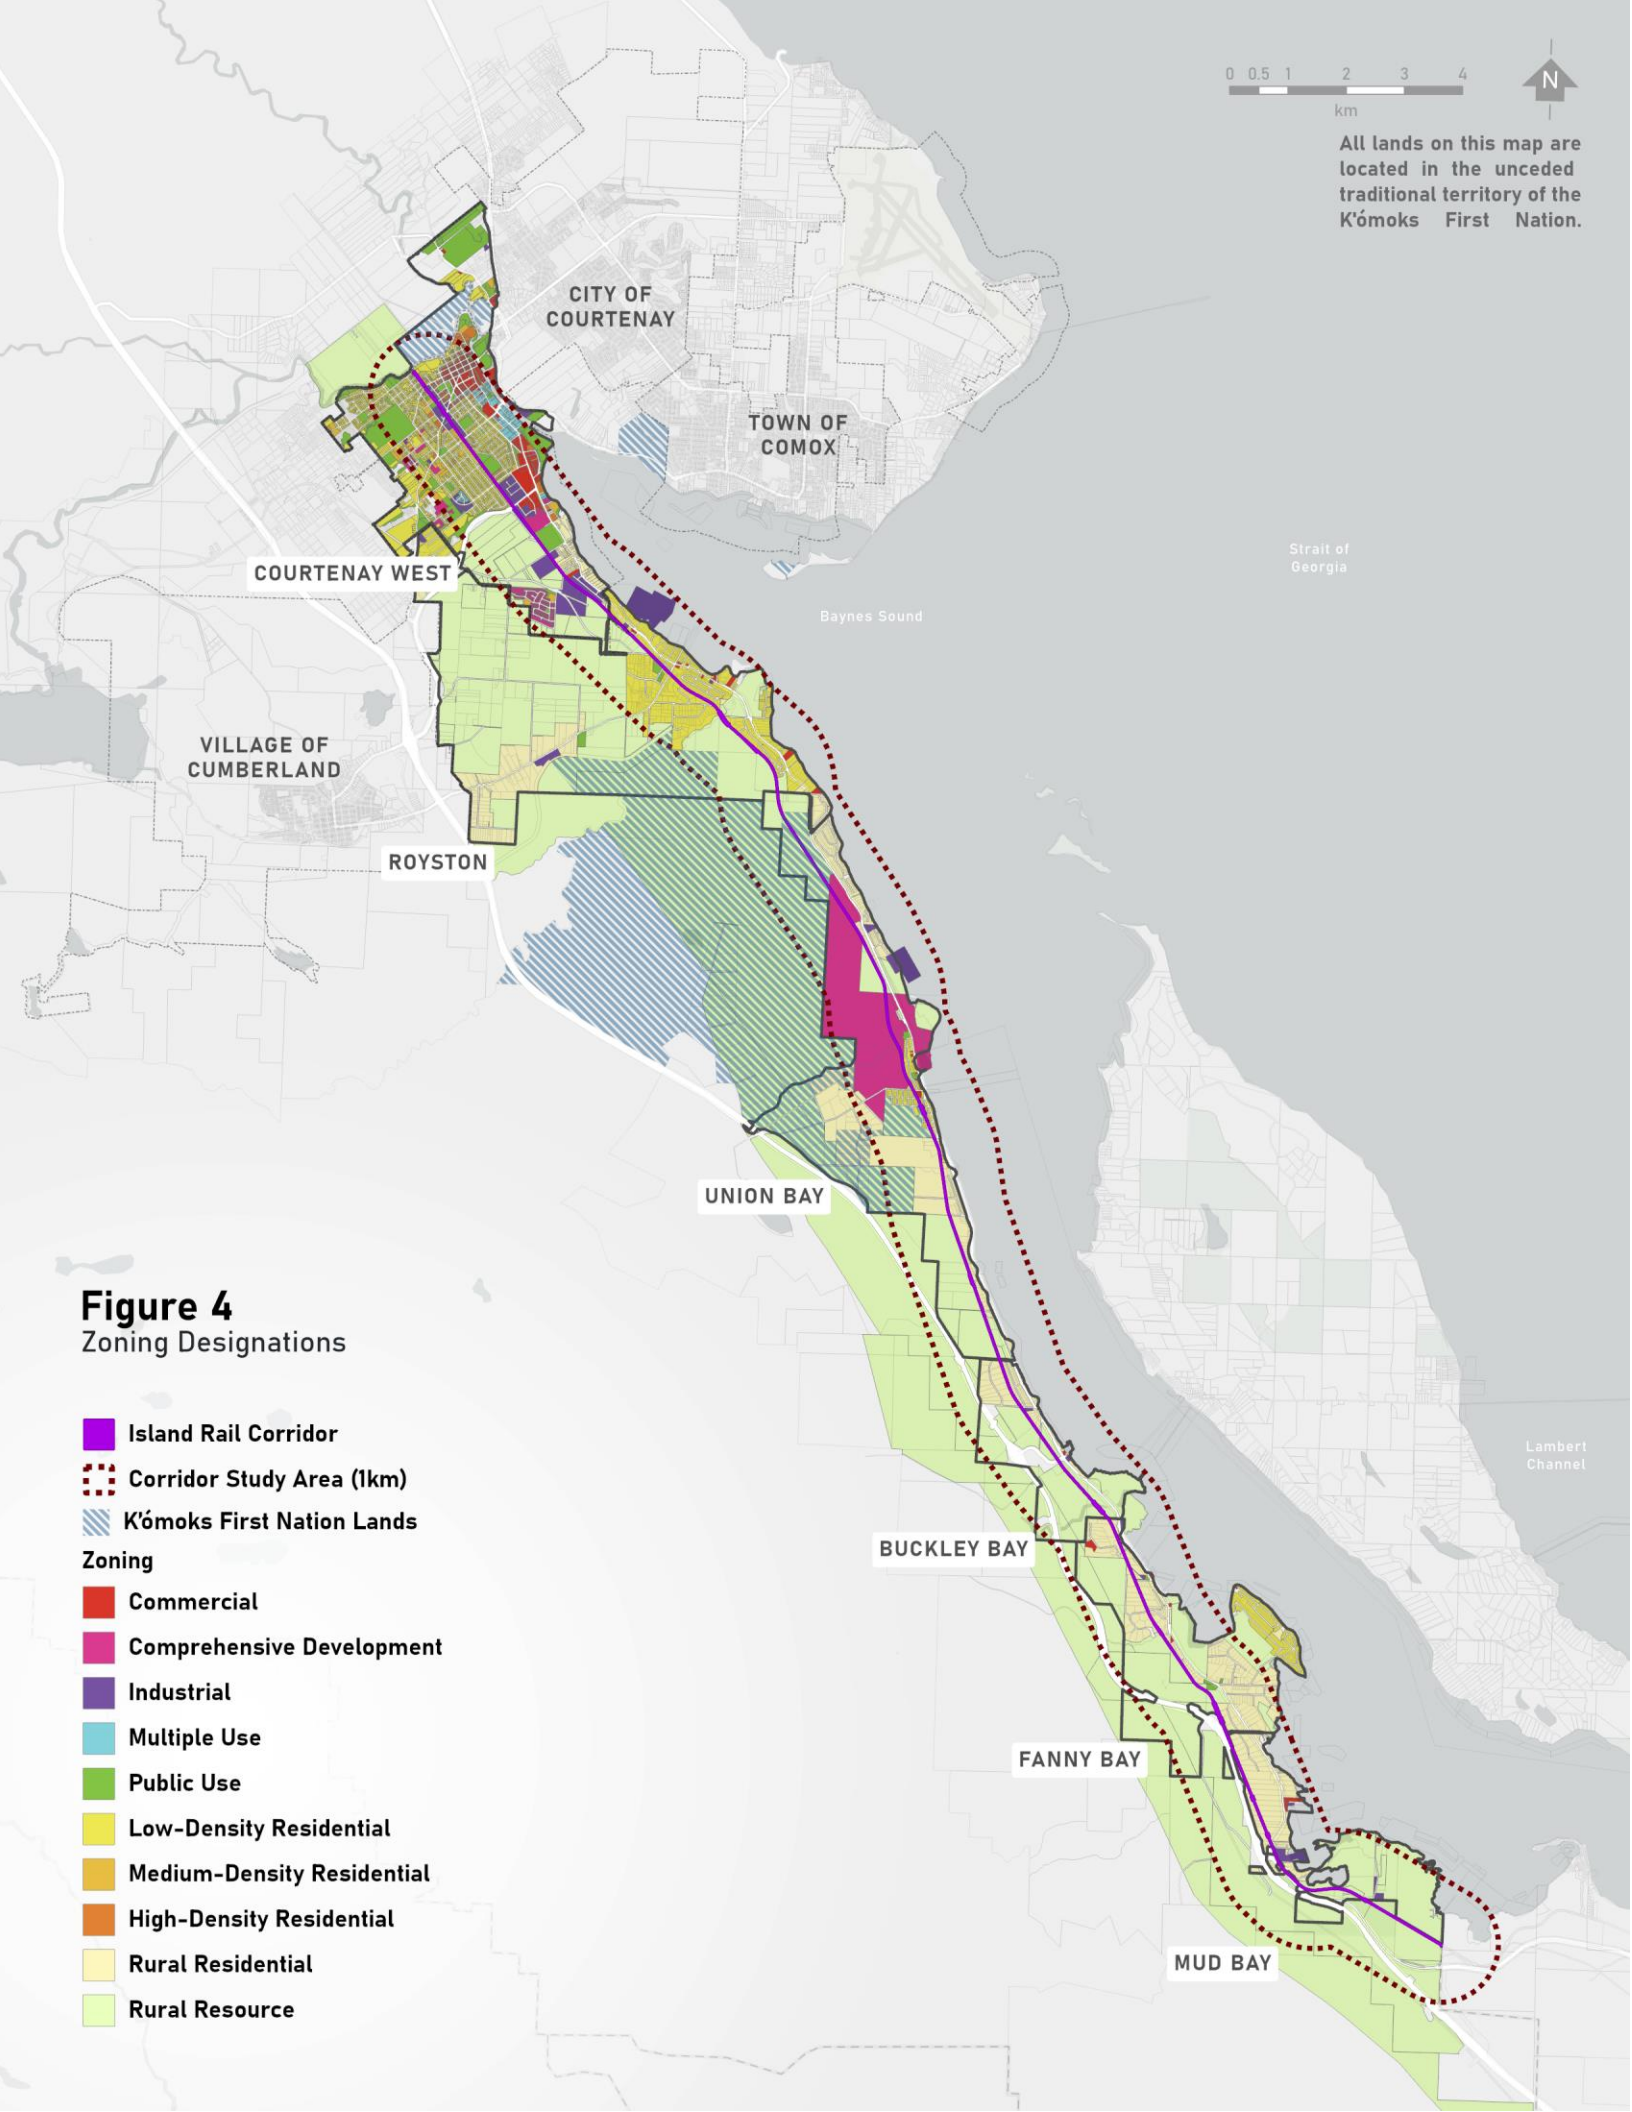 0 0.5 1 2 3 4
km
N
All lands on this map are
located in the unceded
traditional territory of the
K'ómoks First Nation.
CITY OF
COURTENAY
TOWN OF
COMOX
Strait of
Georgia
COURTENAY WEST
Baynes Sound
VILLAGE OF
CUMBERLAND
ROYSTON
UNION BAY
Figure 4
Zoning Designations
Island Rail Corridor
Corridor Study Area (1km)
K'ómoks First Nation Lands
Zoning
Commercial
Comprehensive Development
Industrial
Multiple Use
Public Use
Low-Density Residential
Medium-Density Residential
High-Density Residential
Rural Residential
Rural Resource
Lambert
Channel
BUCKLEY BAY
FANNY BAY
MUD BAY